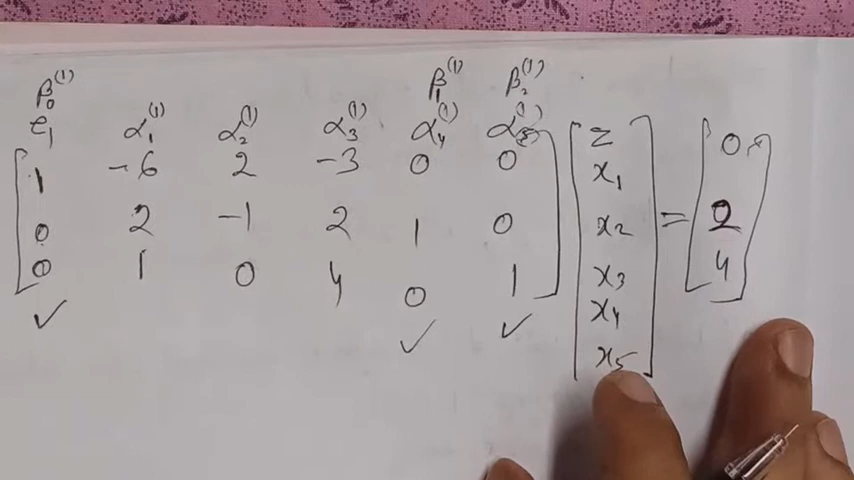 β₀⁽¹⁾ β₁⁽¹⁾ β₂⁽¹⁾
e₁ α₁⁽¹⁾ α₂⁽¹⁾ α₃⁽¹⁾ α₄⁽¹⁾ α₅⁽¹⁾
1 -6 2 -3 0 0 z 0
0 2 -1 2 1 0 x₁ = 2
0 1 0 4 0 1 x₂ 4
✓ ✓ ✓ x₃
x₄
x₅